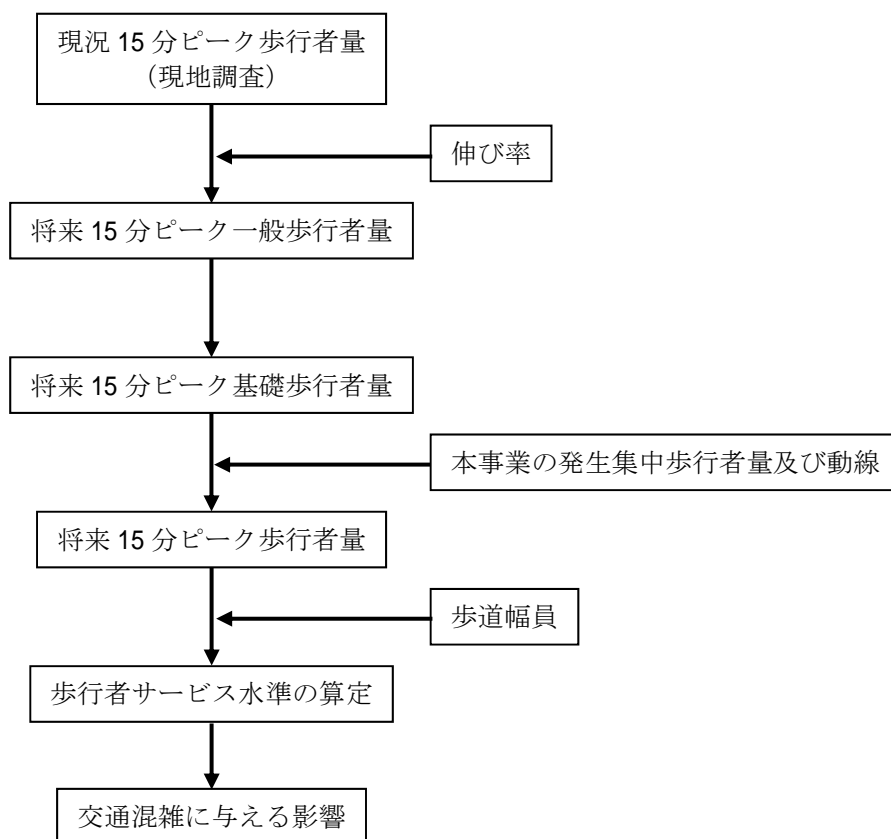 現況 15 分ピーク歩行者量
（現地調査）
伸び率
将来 15 分ピーク一般歩行者量
将来 15 分ピーク基礎歩行者量
本事業の発生集中歩行者量及び動線
将来 15 分ピーク歩行者量
歩道幅員
歩行者サービス水準の算定
交通混雑に与える影響